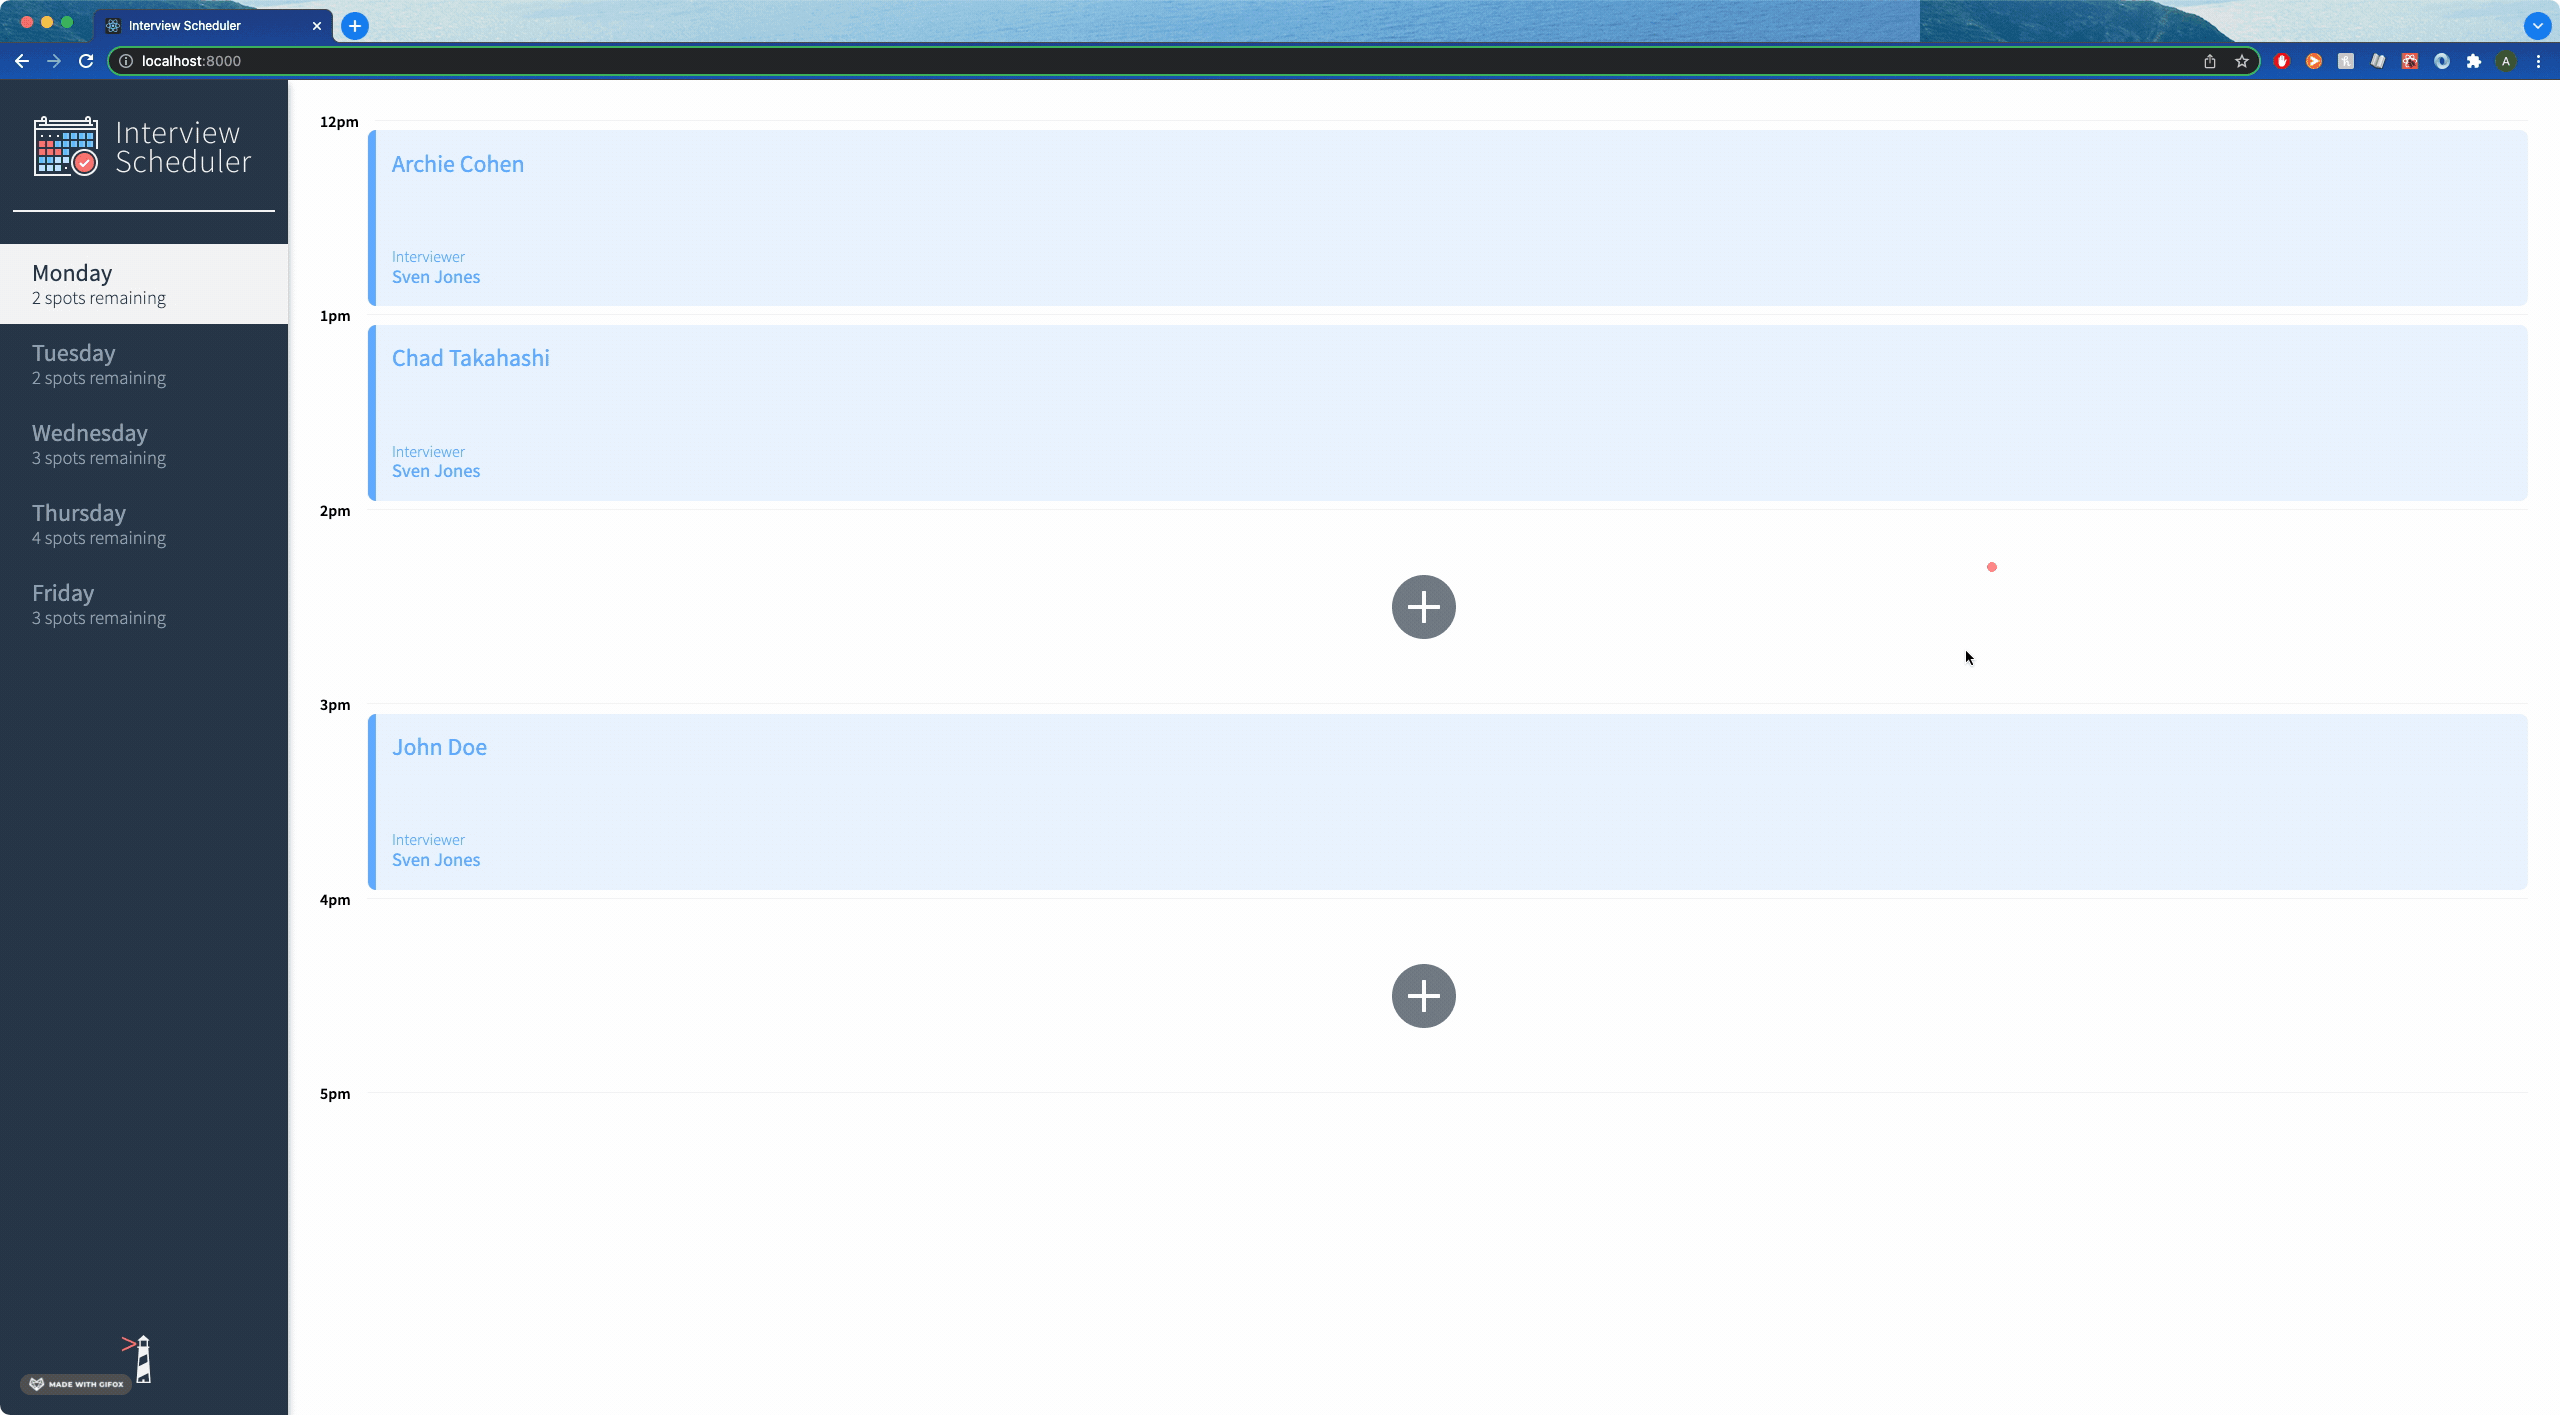 Interview Scheduler
localhost:8000
A
Interview
Scheduler
Monday
2 spots remaining
Tuesday
2 spots remaining
Wednesday
3 spots remaining
Thursday
4 spots remaining
Friday
3 spots remaining
MADE WITH GIFOX
12pm
Archie Cohen
Interviewer
Sven Jones
1pm
Chad Takahashi
Interviewer
Sven Jones
2pm
3pm
John Doe
Interviewer
Sven Jones
4pm
5pm